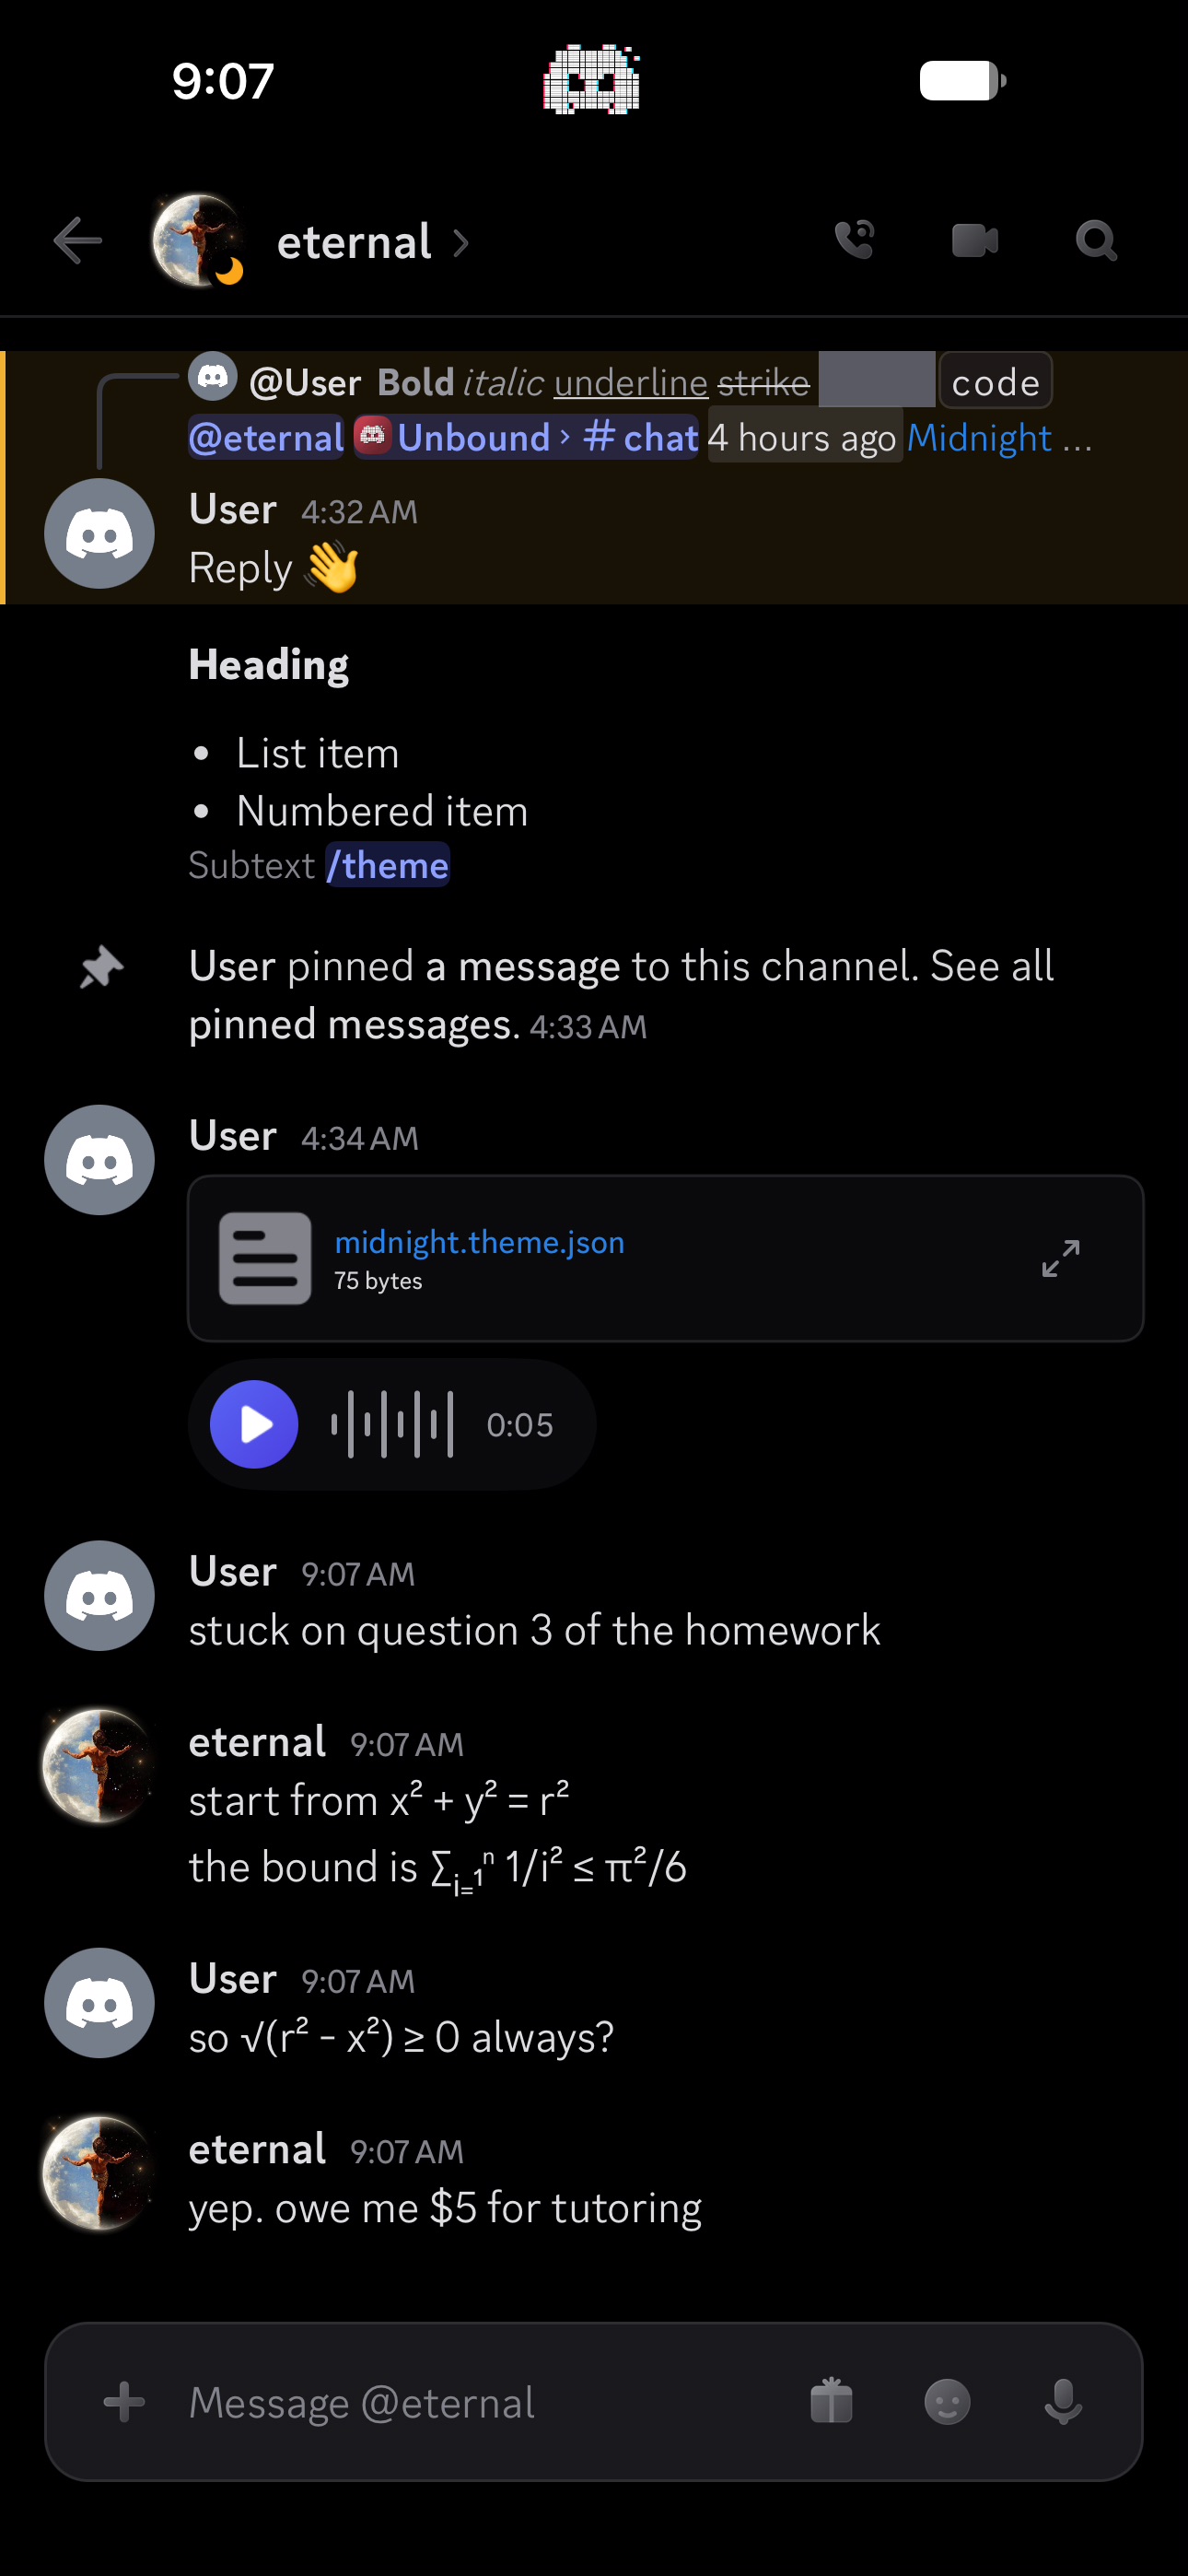 9:07
eternal
@User Bold italic underline strike code
@eternal Unbound › # chat 4 hours ago Midnight ...
User 4:32 AM
Reply 👋
Heading
• List item
• Numbered item
Subtext /theme
User pinned a message to this channel. See all
pinned messages. 4:33 AM
User 4:34 AM
midnight.theme.json
75 bytes
0:05
User 9:07 AM
stuck on question 3 of the homework
eternal 9:07 AM
start from x² + y² = r²
the bound is ∑ᵢ₌₁ⁿ 1/i² ≤ π²/6
User 9:07 AM
so √(r² - x²) ≥ 0 always?
eternal 9:07 AM
yep. owe me $5 for tutoring
Message @eternal